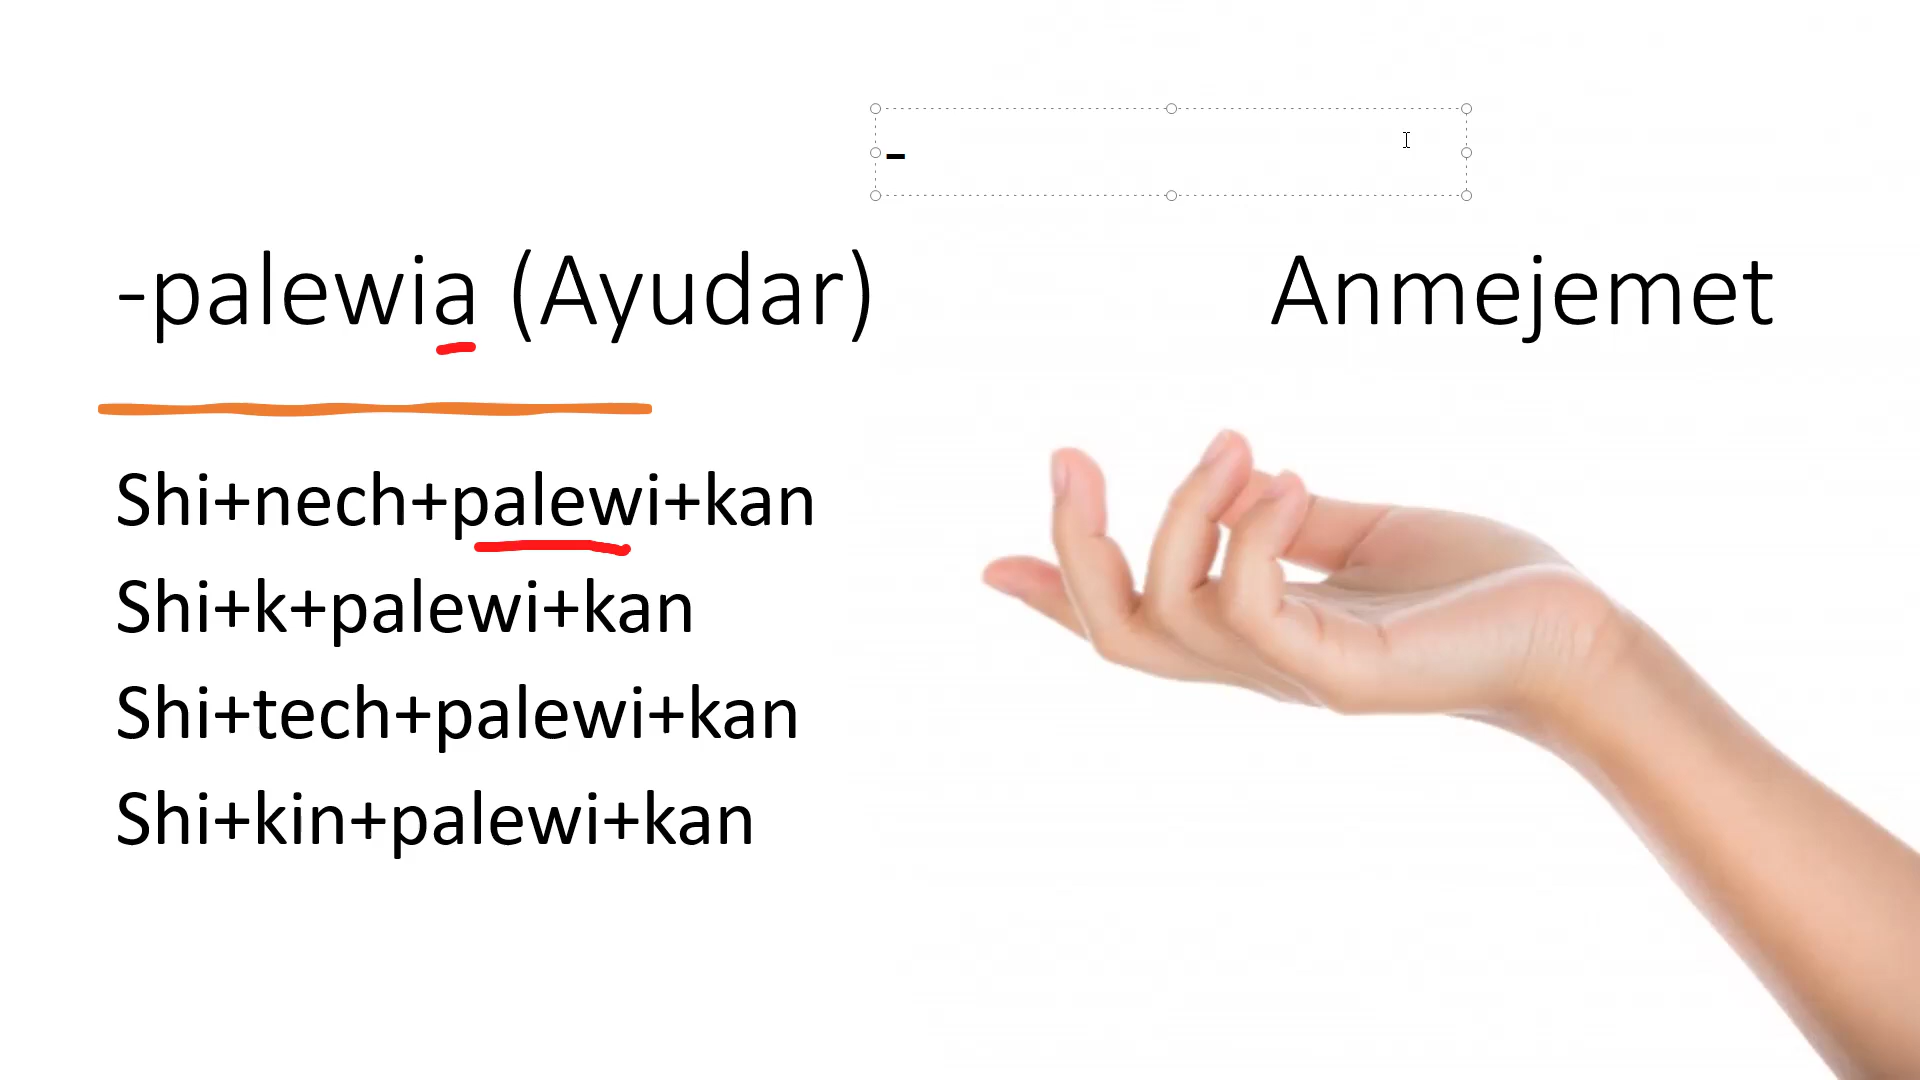 -
-palewia (Ayudar)
Anmejemet
Shi+nech+palewi+kan
Shi+k+palewi+kan
Shi+tech+palewi+kan
Shi+kin+palewi+kan